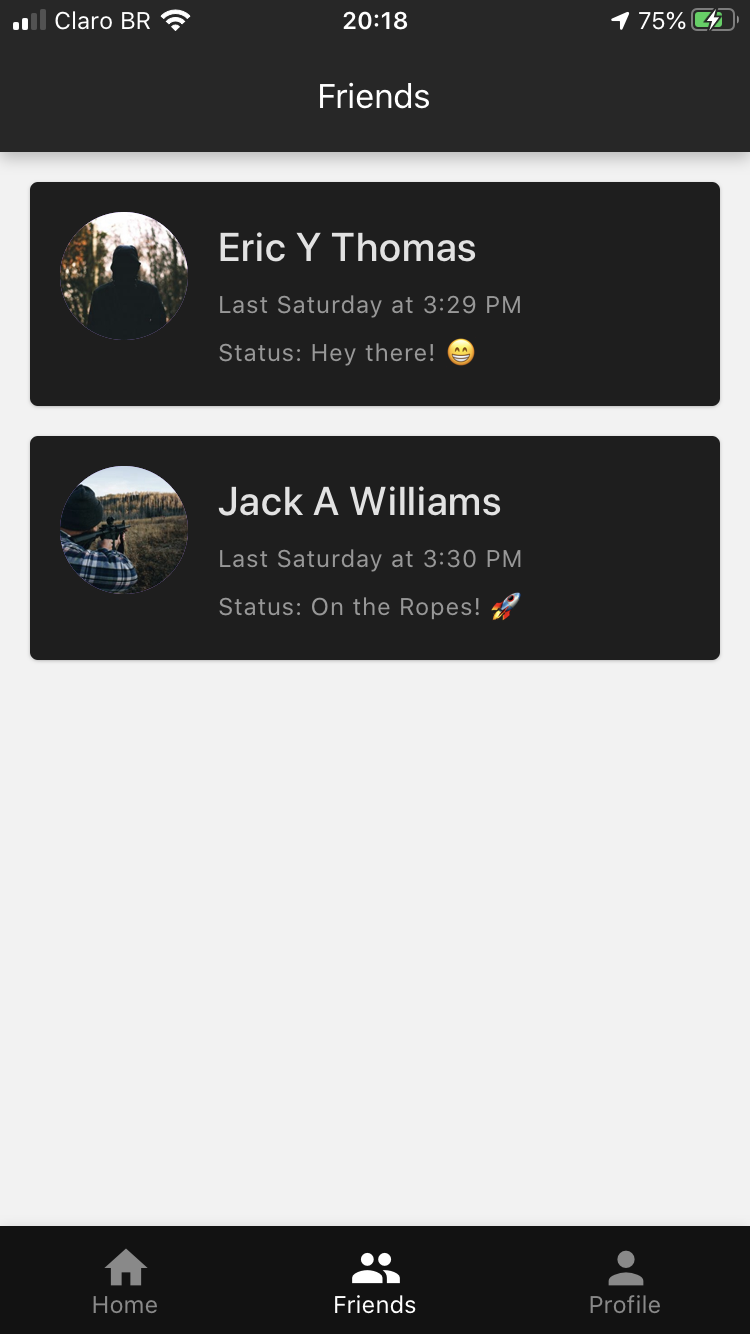 Claro BR 20:18 75%
Friends
Eric Y Thomas
Last Saturday at 3:29 PM
Status: Hey there! 😁
Jack A Williams
Last Saturday at 3:30 PM
Status: On the Ropes! 🚀
Home Friends Profile